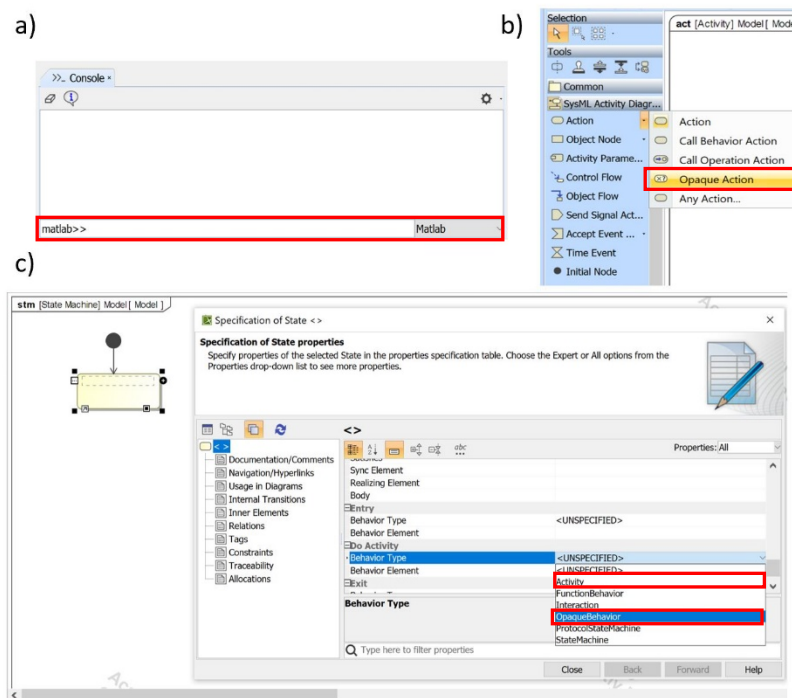 a)
>>_ Console
matlab>>
Matlab
b)
Selection
Tools
Common
SysML Activity Diagr...
Action
Object Node
Activity Parame...
Control Flow
Object Flow
Send Signal Act...
Accept Event ...
Time Event
Initial Node
act [Activity] Model[ Mode
Action
Call Behavior Action
Call Operation Action
Opaque Action
Any Action...
c)
stm [State Machine] Model[ Model ]
Specification of State <>
Specification of State properties
Specify properties of the selected State in the properties specification table. Choose the Expert or All options from the
Properties drop-down list to see more properties.
<>
Documentation/Comments
Navigation/Hyperlinks
Usage in Diagrams
Internal Transitions
Inner Elements
Relations
Tags
Constraints
Traceability
Allocations
<>
Properties: All
Sync Element
Realizing Element
Body
Entry
Behavior Type <UNSPECIFIED>
Behavior Element
Do Activity
Behavior Type <UNSPECIFIED>
Behavior Element <UNSPECIFIED>
Exit
Activity
FunctionBehavior
Interaction
OpaqueBehavior
ProtocolStateMachine
StateMachine
Behavior Type
Type here to filter properties
Close Back Forward Help